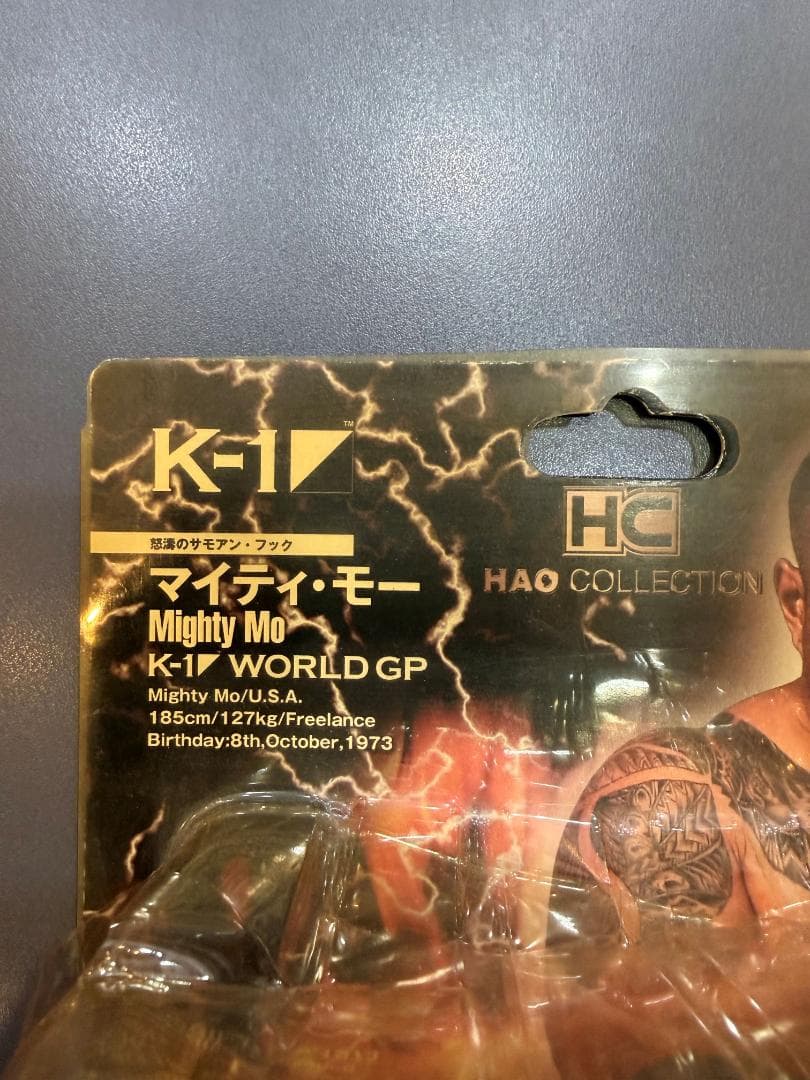 K-1 ™
怒濤のサモアン・フック
マイティ・モー
Mighty Mo
K-1 WORLD GP
Mighty Mo/U.S.A.
185cm/127kg/Freelance
Birthday:8th,October,1973
HC
HAO COLLECTION